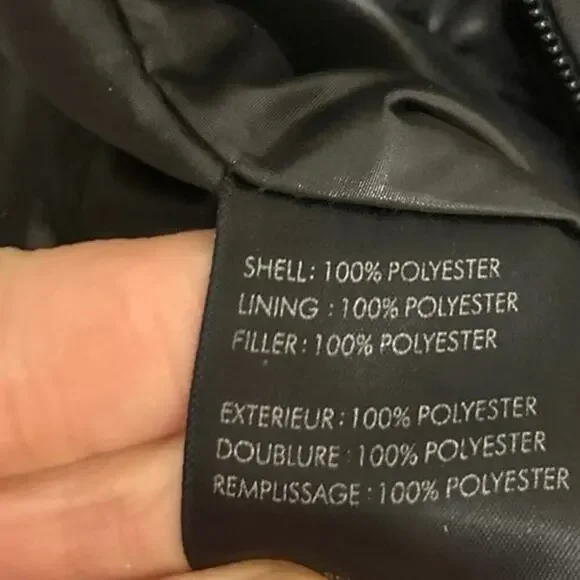 SHELL: 100% POLYESTER
LINING : 100% POLYESTER
FILLER: 100% POLYESTER
EXTERIEUR: 100% POLYESTER
DOUBLURE : 100% POLYESTER
REMPLISSAGE: 100% POLYESTER